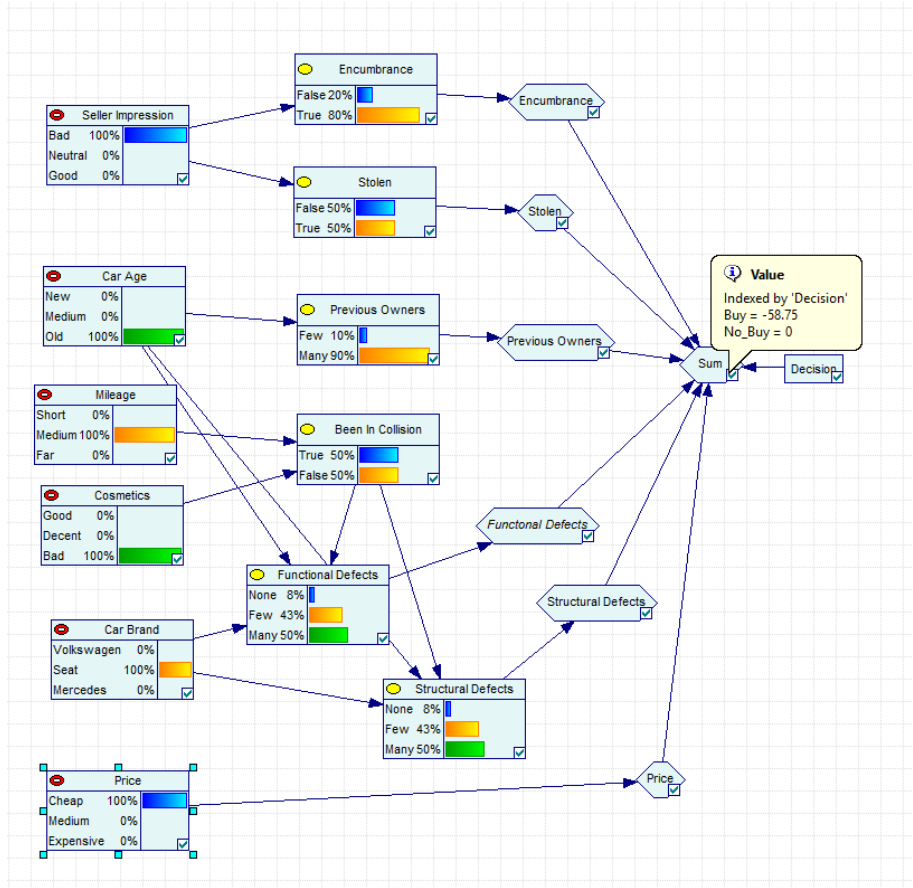 Encumbrance
False 20%
True 80%
Encumbrance
Seller Impression
Bad 100%
Neutral 0%
Good 0%
Stolen
False 50%
True 50%
Stolen
Value
Indexed by 'Decision'
Buy = -58.75
No_Buy = 0
Car Age
New 0%
Medium 0%
Old 100%
Previous Owners
Few 10%
Many 90%
Previous Owners
Sum
Decision
Mileage
Short 0%
Medium 100%
Far 0%
Been In Collision
True 50%
False 50%
Cosmetics
Good 0%
Decent 0%
Bad 100%
Functonal Defects
Functional Defects
None 8%
Few 43%
Many 50%
Structural Defects
Car Brand
Volkswagen 0%
Seat 100%
Mercedes 0%
Structural Defects
None 8%
Few 43%
Many 50%
Price
Cheap 100%
Medium 0%
Expensive 0%
Price